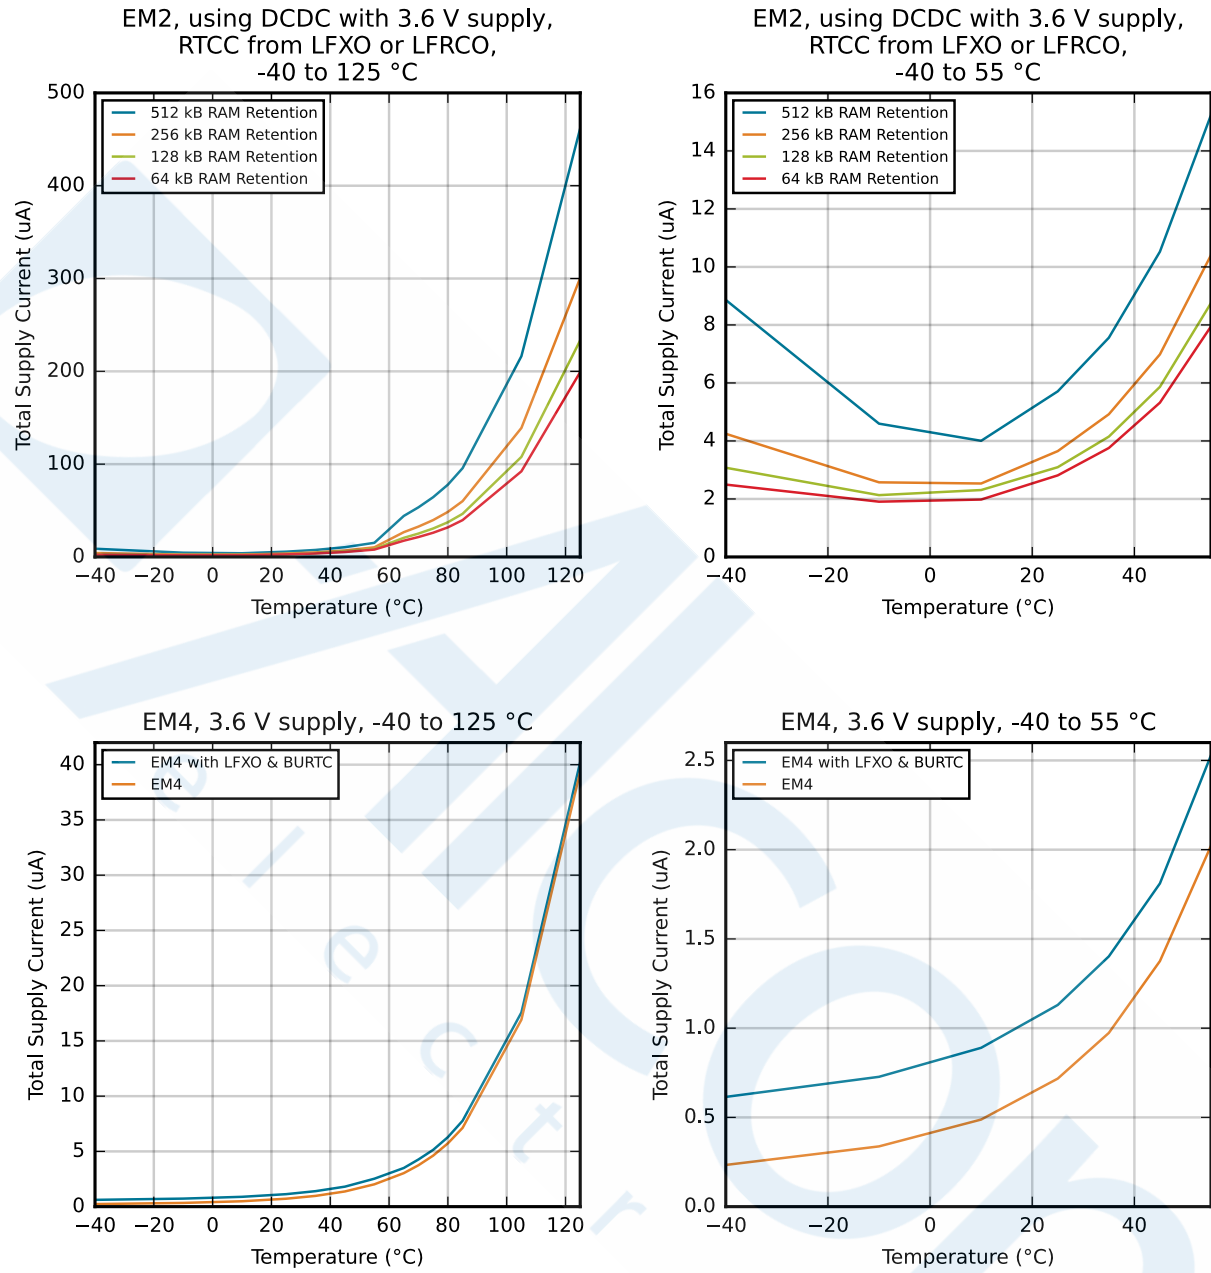 EM2, using DCDC with 3.6 V supply,
RTCC from LFXO or LFRCO,
-40 to 125 °C
500
400
300
200
100
0
Total Supply Current (uA)
512 kB RAM Retention
256 kB RAM Retention
128 kB RAM Retention
64 kB RAM Retention
−40 −20 0 20 40 60 80 100 120
Temperature (°C)
EM2, using DCDC with 3.6 V supply,
RTCC from LFXO or LFRCO,
-40 to 55 °C
16
14
12
10
8
6
4
2
0
Total Supply Current (uA)
512 kB RAM Retention
256 kB RAM Retention
128 kB RAM Retention
64 kB RAM Retention
−40 −20 0 20 40
Temperature (°C)
EM4, 3.6 V supply, -40 to 125 °C
40
35
30
25
20
15
10
5
0
Total Supply Current (uA)
EM4 with LFXO & BURTC
EM4
−40 −20 0 20 40 60 80 100 120
Temperature (°C)
EM4, 3.6 V supply, -40 to 55 °C
2.5
2.0
1.5
1.0
0.5
0.0
Total Supply Current (uA)
EM4 with LFXO & BURTC
EM4
−40 −20 0 20 40
Temperature (°C)